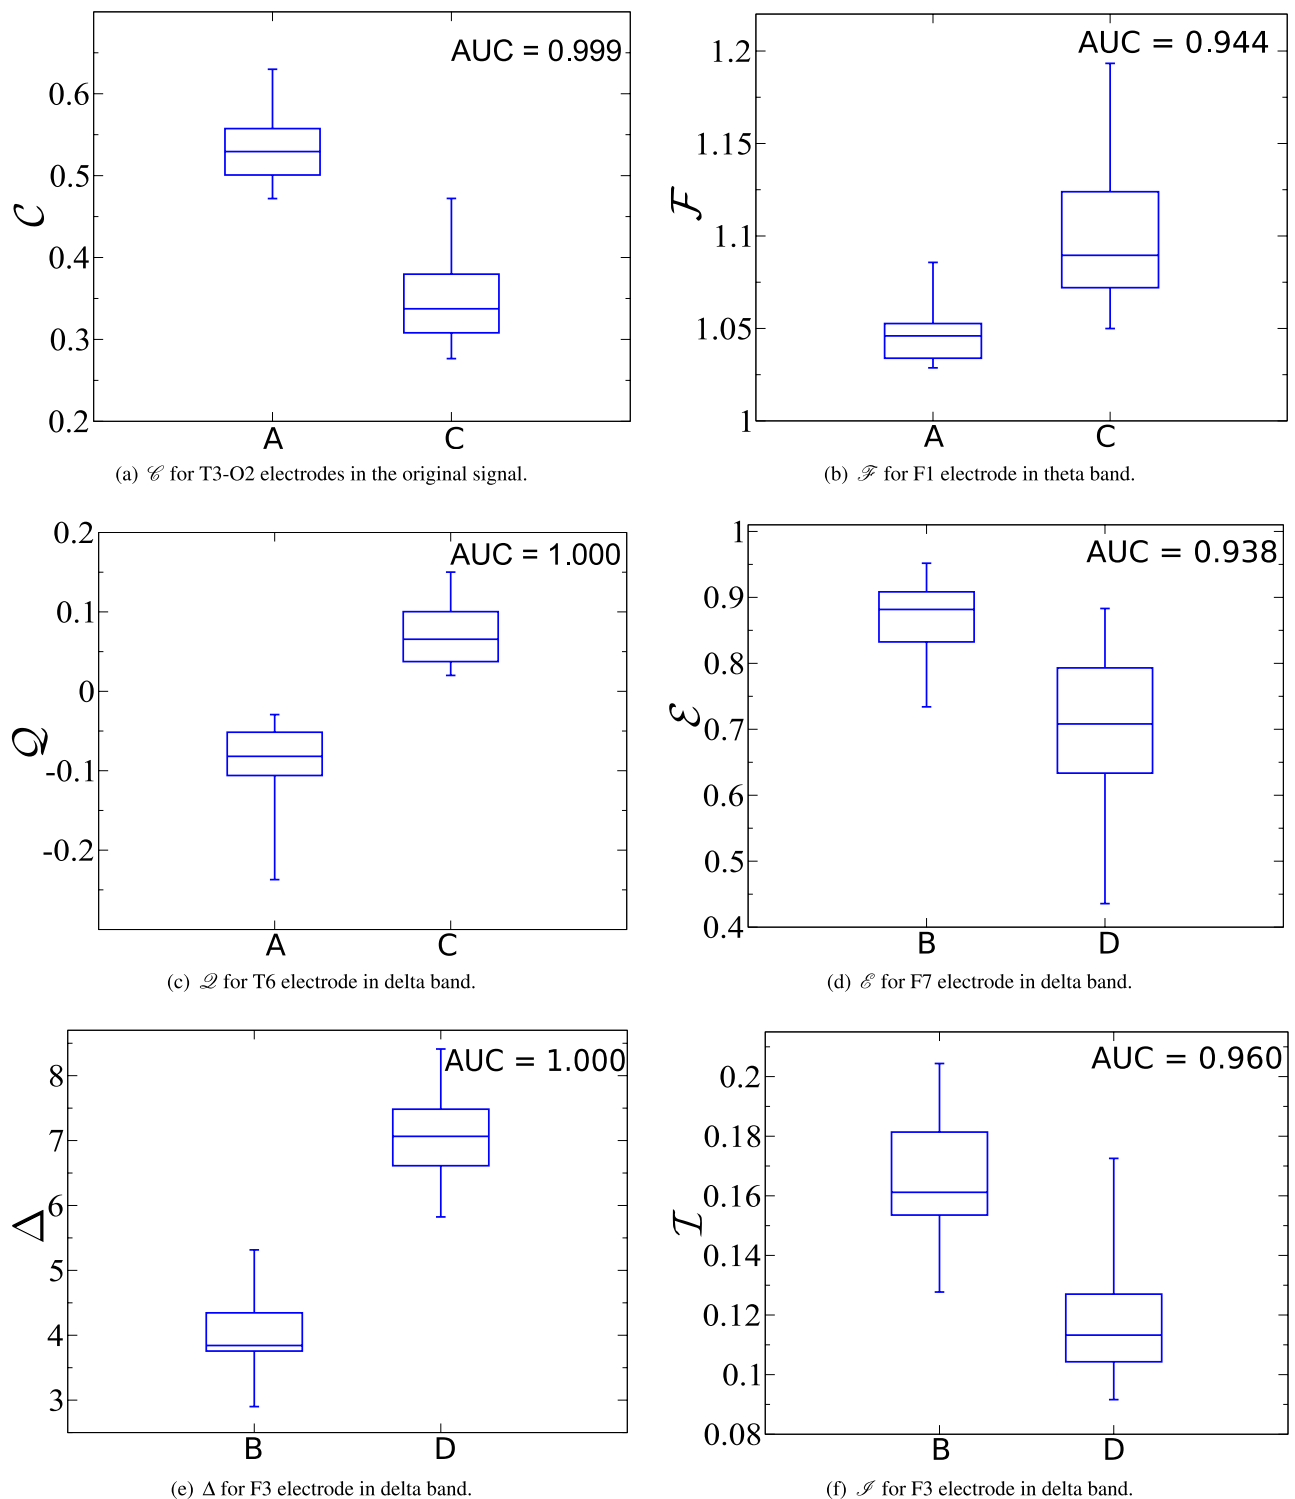 AUC = 0.999
0.6
0.5
0.4
0.3
0.2
𝒞
A C
(a) 𝒞 for T3-O2 electrodes in the original signal.
AUC = 0.944
1.2
1.15
1.1
1.05
1
ℱ
A C
(b) ℱ for F1 electrode in theta band.
AUC = 1.000
0.2
0.1
0
-0.1
-0.2
𝒬
A C
(c) 𝒬 for T6 electrode in delta band.
AUC = 0.938
1
0.9
0.8
0.7
0.6
0.5
0.4
ℰ
B D
(d) ℰ for F7 electrode in delta band.
AUC = 1.000
8
7
6
5
4
3
Δ
B D
(e) Δ for F3 electrode in delta band.
AUC = 0.960
0.2
0.18
0.16
0.14
0.12
0.1
0.08
ℐ
B D
(f) ℐ for F3 electrode in delta band.